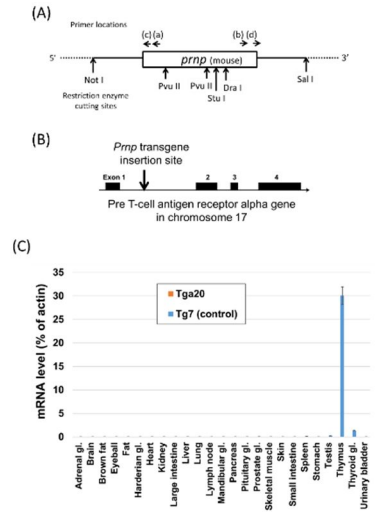 (A)
Primer locations
(c) (a) (b) (d)
5' prnp (mouse) 3'
Not I Pvu II Pvu II Dra I Sal I
Stu I
Restriction enzyme
cutting sites
(B)
Prnp transgene
insertion site
Exon 1 2 3 4
Pre T-cell antigen receptor alpha gene
in chromosome 17
(C)
mRNA level (% of actin)
35
30
25
20
15
10
5
0
Tga20
Tg7 (control)
Adrenal gl.
Brain
Brown fat
Eyeball
Fat
Harderian gl.
Heart
Kidney
Large intestine
Liver
Lung
Lymph node
Mandibular gl.
Pancreas
Pituitary gl.
Prostate gl.
Skeletal muscle
Skin
Small intestine
Spleen
Stomach
Testis
Thymus
Thyroid gl.
Urinary bladder